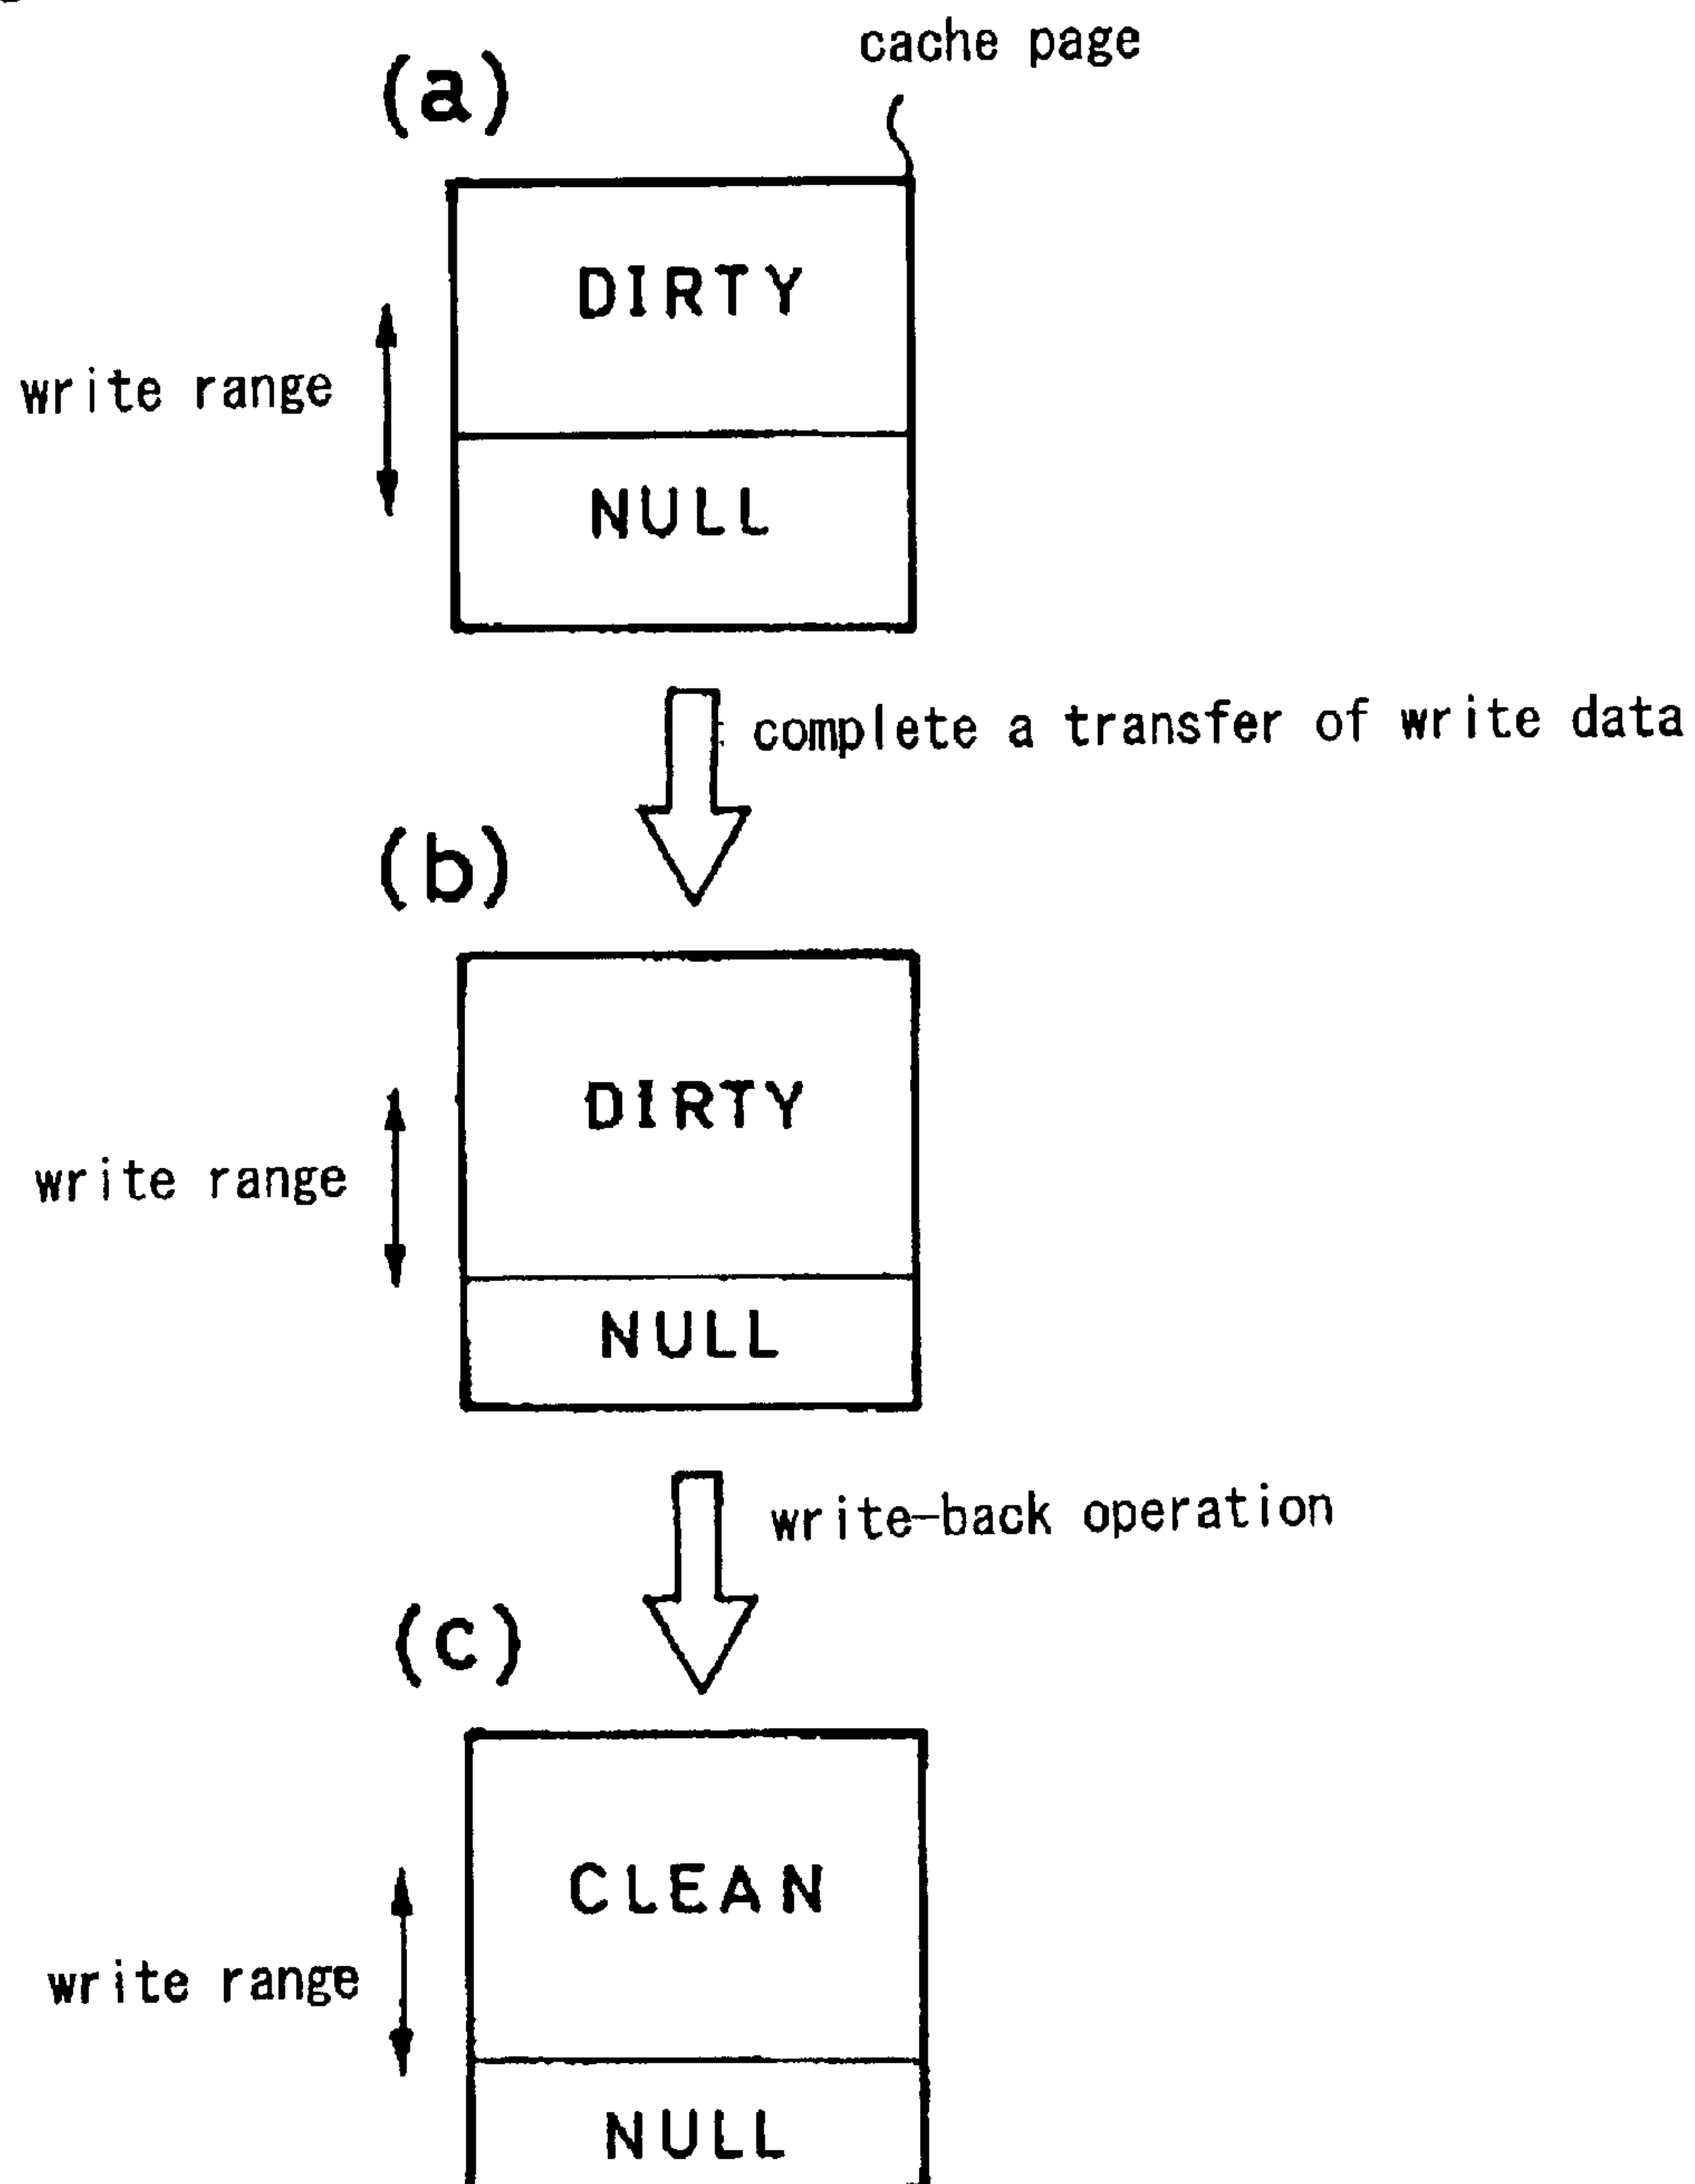 cache page
(a)
DIRTY
write range
NULL
complete a transfer of write data
(b)
DIRTY
write range
NULL
write-back operation
(c)
CLEAN
write range
NULL